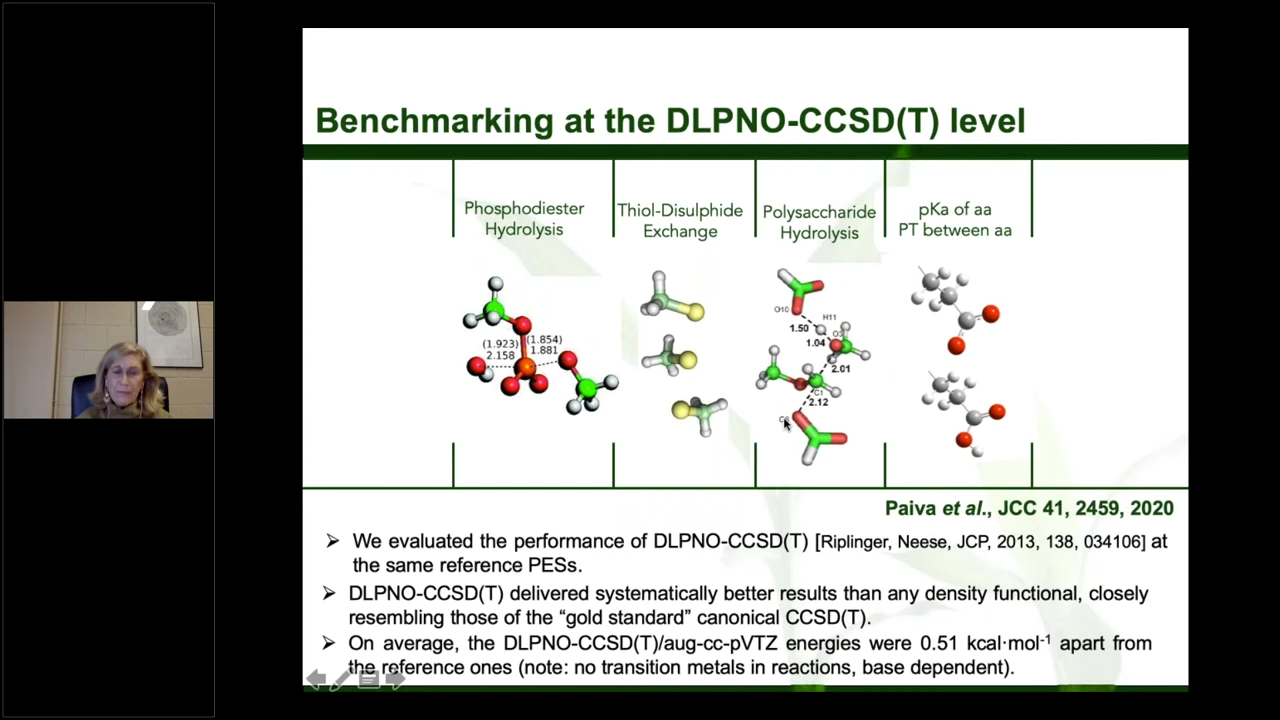 Benchmarking at the DLPNO-CCSD(T) level
Phosphodiester
Hydrolysis
Thiol-Disulphide
Exchange
Polysaccharide
Hydrolysis
pKa of aa
PT between aa
(1.923)
2.158
(1.854)
1.881
O10
H11
1.50
1.04
2.01
C1
2.12
Paiva et al., JCC 41, 2459, 2020
➢ We evaluated the performance of DLPNO-CCSD(T) [Riplinger, Neese, JCP, 2013, 138, 034106] at
the same reference PESs.
➢ DLPNO-CCSD(T) delivered systematically better results than any density functional, closely
resembling those of the “gold standard” canonical CCSD(T).
➢ On average, the DLPNO-CCSD(T)/aug-cc-pVTZ energies were 0.51 kcal·mol⁻¹ apart from
the reference ones (note: no transition metals in reactions, base dependent).